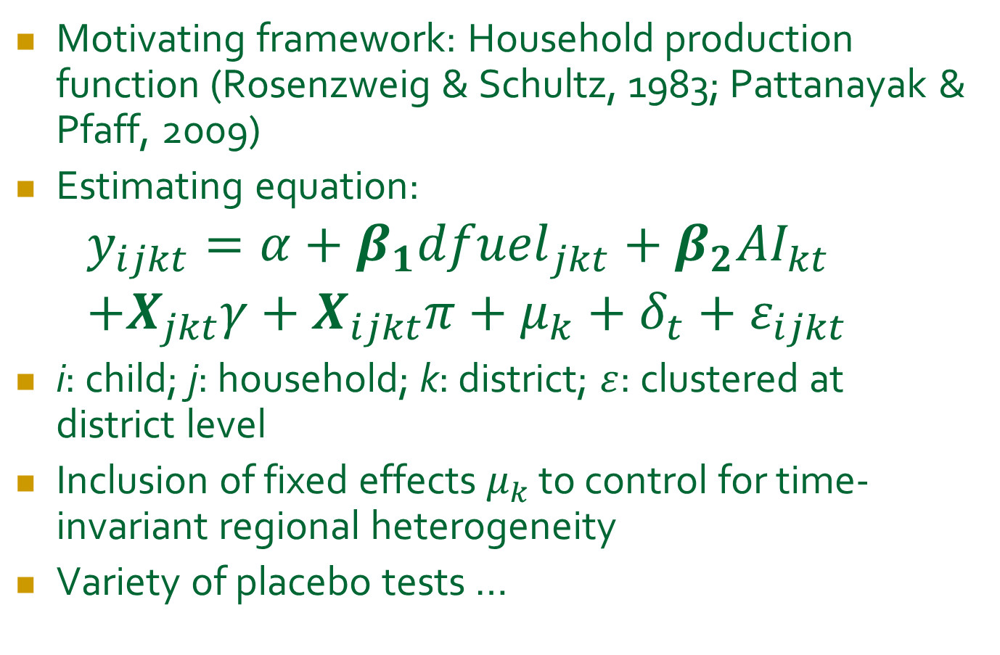 Motivating framework: Household production
function (Rosenzweig & Schultz, 1983; Pattanayak &
Pfaff, 2009)
Estimating equation:
$y_{ijkt} = \alpha + \boldsymbol{\beta_1} dfuel_{jkt} + \boldsymbol{\beta_2} AI_{kt}$
$+ \boldsymbol{X}_{jkt}\gamma + \boldsymbol{X}_{ijkt}\pi + \mu_k + \delta_t + \varepsilon_{ijkt}$
i: child; j: household; k: district; ε: clustered at
district level
Inclusion of fixed effects $\mu_k$ to control for time-
invariant regional heterogeneity
Variety of placebo tests …